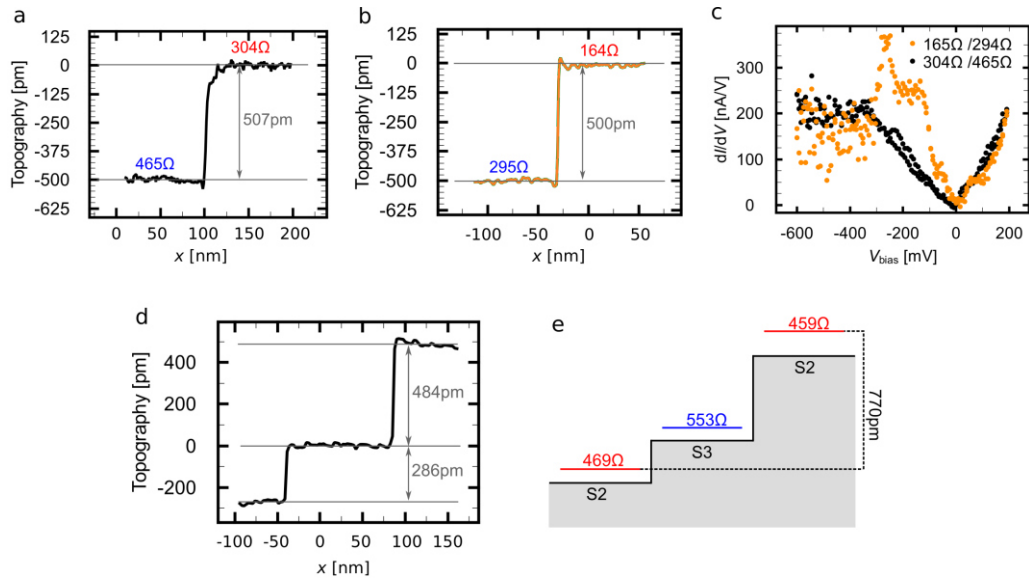 a
Topography [pm]
125
0
-125
-250
-375
-500
-625
304Ω
507pm
465Ω
0
50
100
150
200
x [nm]
b
Topography [pm]
125
0
-125
-250
-375
-500
-625
164Ω
500pm
295Ω
-100
-50
0
50
x [nm]
c
dI/dV [nA/V]
300
200
100
0
165Ω /294Ω
304Ω /465Ω
-600
-400
-200
0
200
Vbias [mV]
d
Topography [pm]
400
200
0
-200
484pm
286pm
-100
-50
0
50
100
150
x [nm]
e
459Ω
S2
553Ω
770pm
S3
469Ω
S2